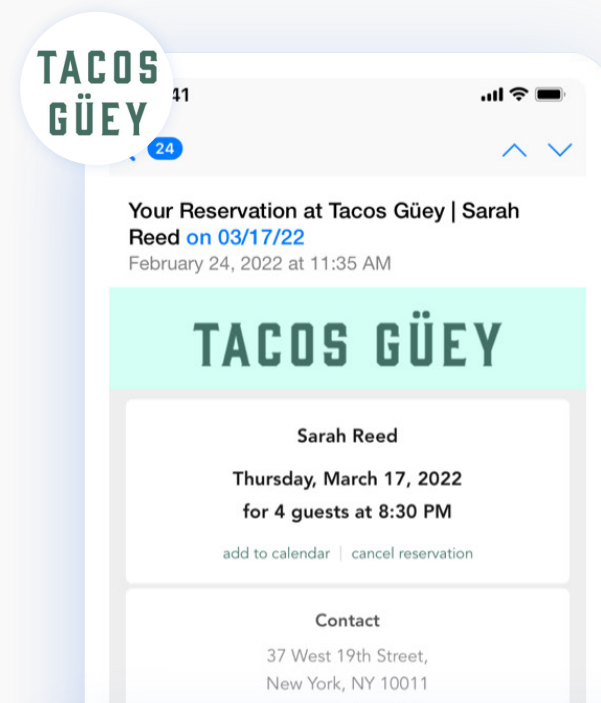 TACOS
GÜEY
41
24
Your Reservation at Tacos Güey | Sarah
Reed on 03/17/22
February 24, 2022 at 11:35 AM
TACOS GÜEY
Sarah Reed
Thursday, March 17, 2022
for 4 guests at 8:30 PM
add to calendar | cancel reservation
Contact
37 West 19th Street,
New York, NY 10011